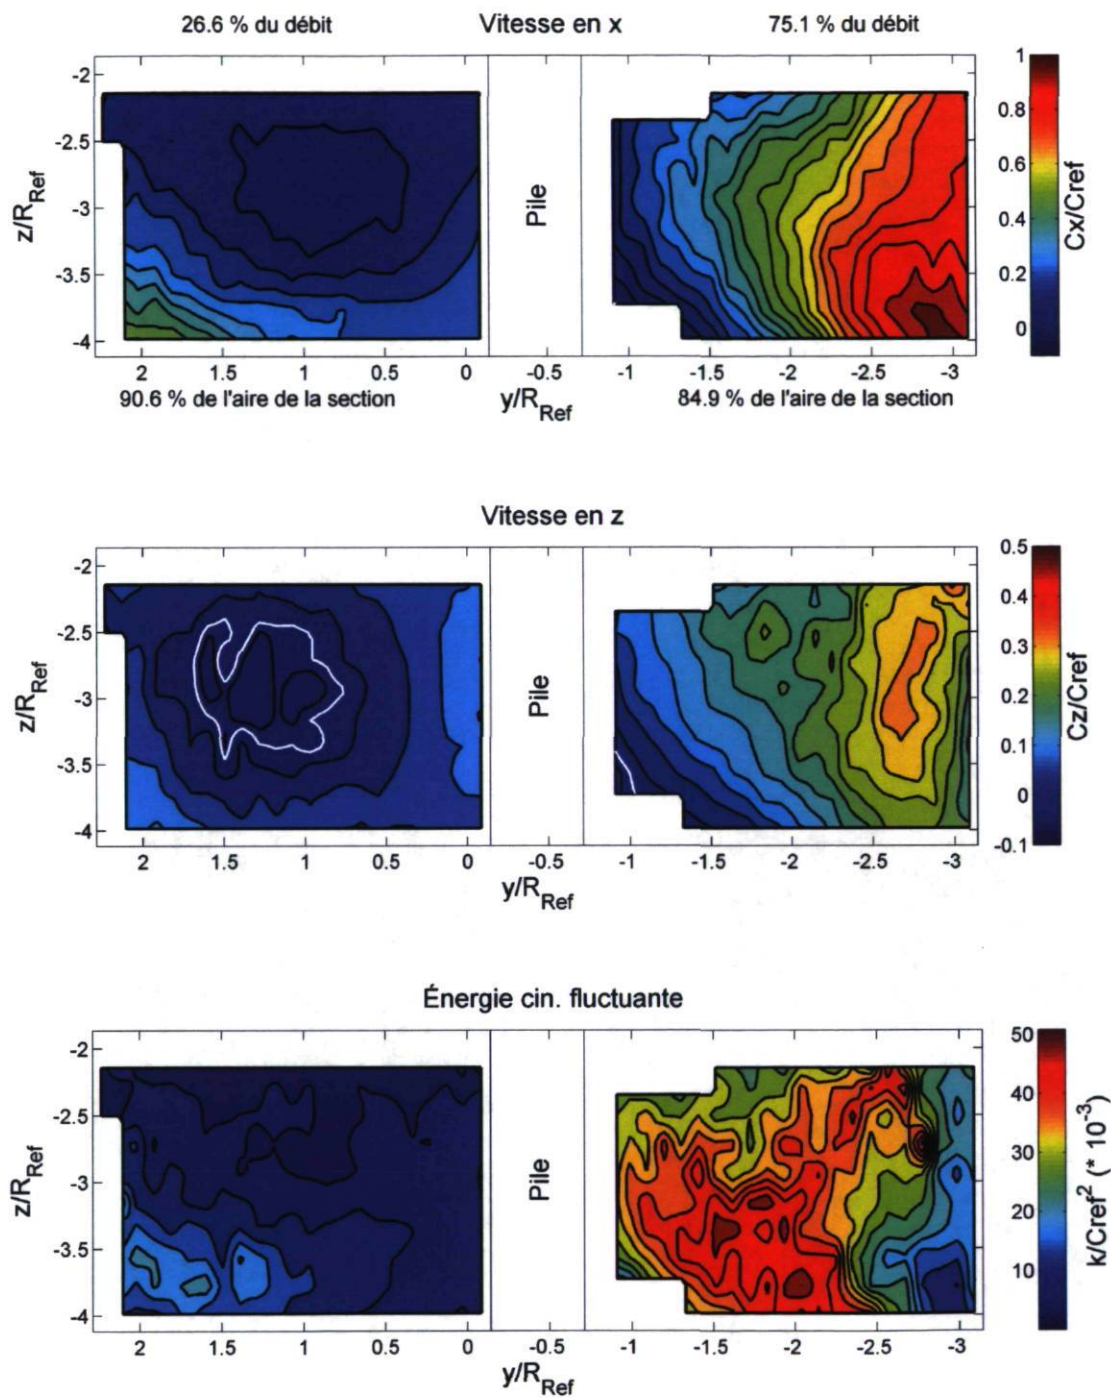 26.6 % du débit Vitesse en x 75.1 % du débit
-2
-2.5
-3
-3.5
-4
z/R_Ref
Pile
2 1.5 1 0.5 0 -0.5 -1 -1.5 -2 -2.5 -3
90.6 % de l'aire de la section y/R_Ref 84.9 % de l'aire de la section
1
0.8
0.6
0.4
0.2
0
Cx/Cref
Vitesse en z
-2
-2.5
-3
-3.5
-4
z/R_Ref
Pile
2 1.5 1 0.5 0 -0.5 -1 -1.5 -2 -2.5 -3
y/R_Ref
0.5
0.4
0.3
0.2
0.1
0
-0.1
Cz/Cref
Énergie cin. fluctuante
-2
-2.5
-3
-3.5
-4
z/R_Ref
Pile
2 1.5 1 0.5 0 -0.5 -1 -1.5 -2 -2.5 -3
y/R_Ref
50
40
30
20
10
k/Cref² (* 10⁻³)